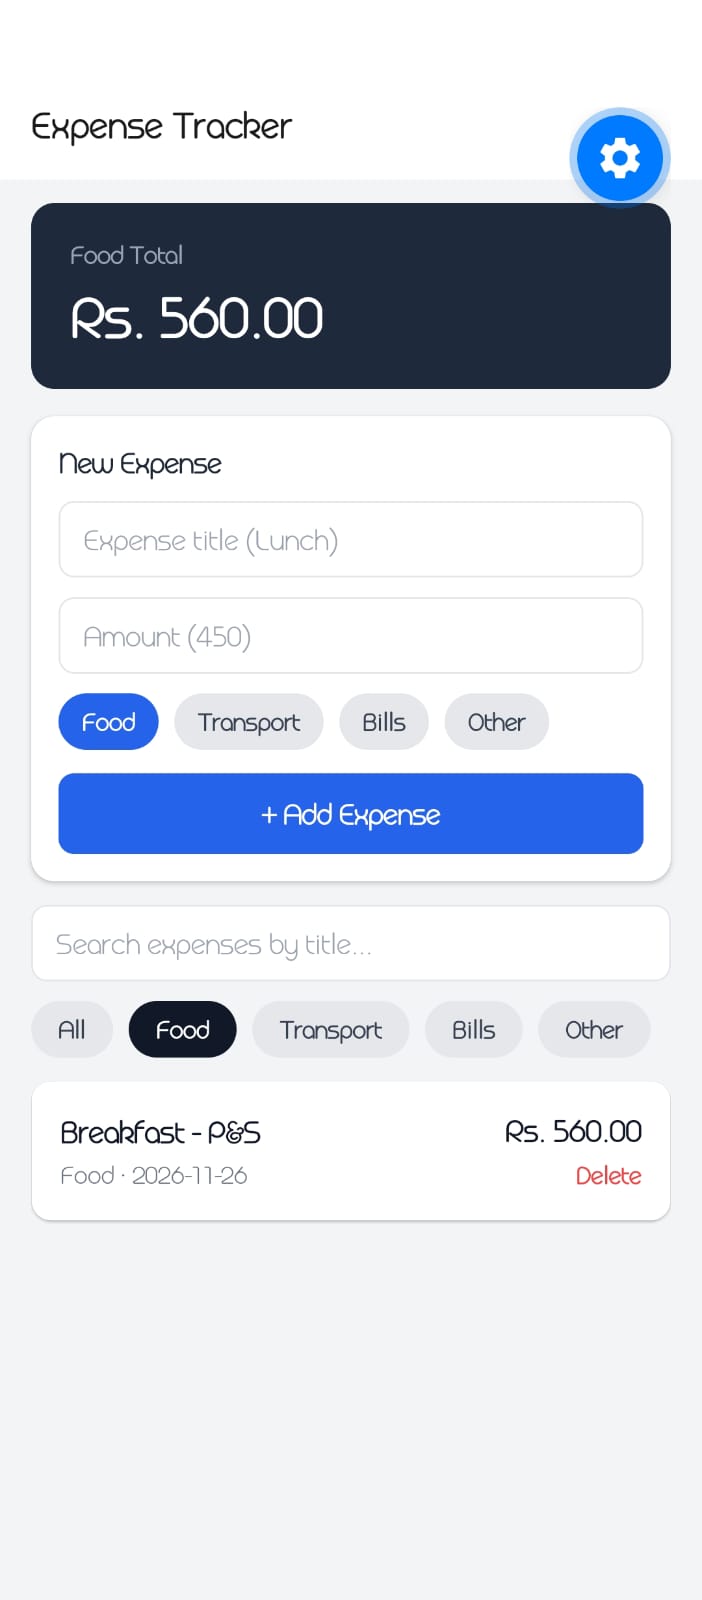 Expense Tracker
Food Total
Rs. 560.00
New Expense
Expense title (Lunch)
Amount (450)
Food Transport Bills Other
+ Add Expense
Search expenses by title...
All Food Transport Bills Other
Breakfast - P&S Rs. 560.00
Food · 2026-11-26 Delete